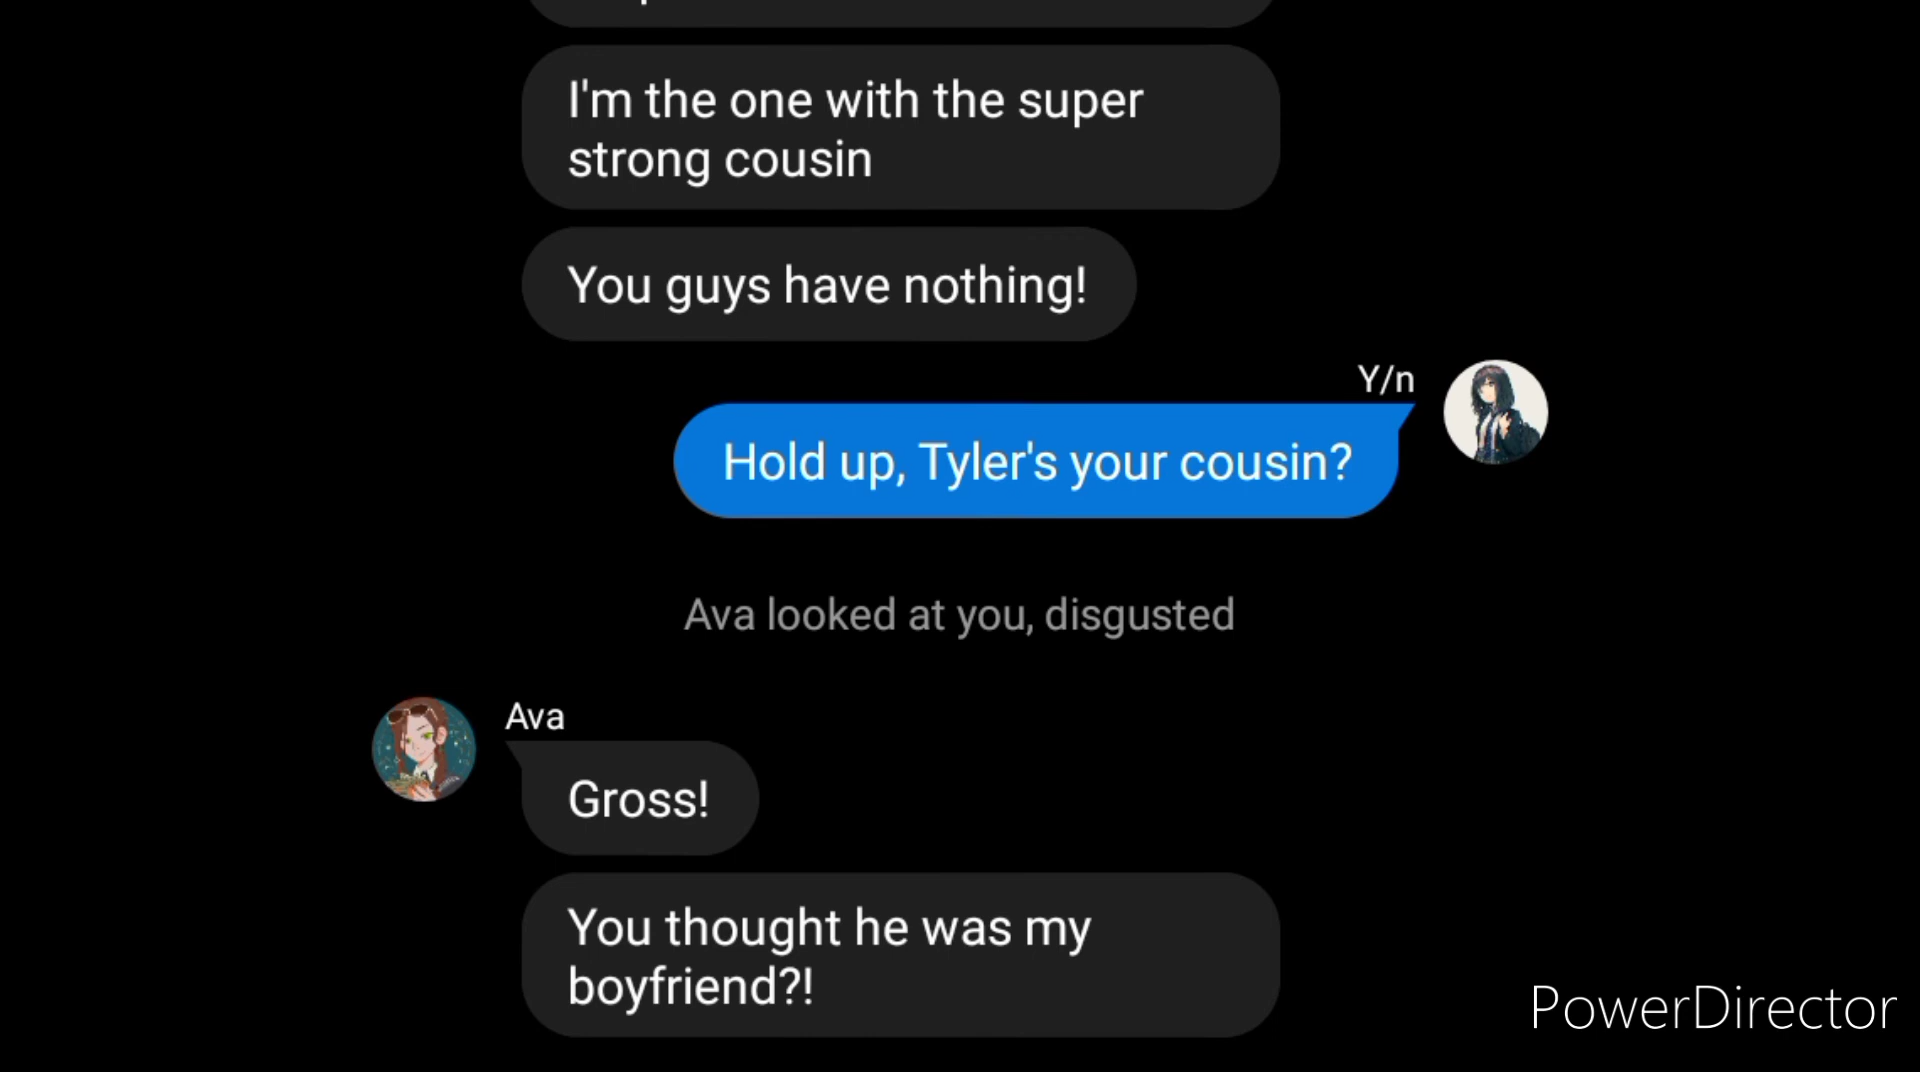 I'm the one with the super
strong cousin
You guys have nothing!
Y/n
Hold up, Tyler's your cousin?
Ava looked at you, disgusted
Ava
Gross!
You thought he was my
boyfriend?!
PowerDirector